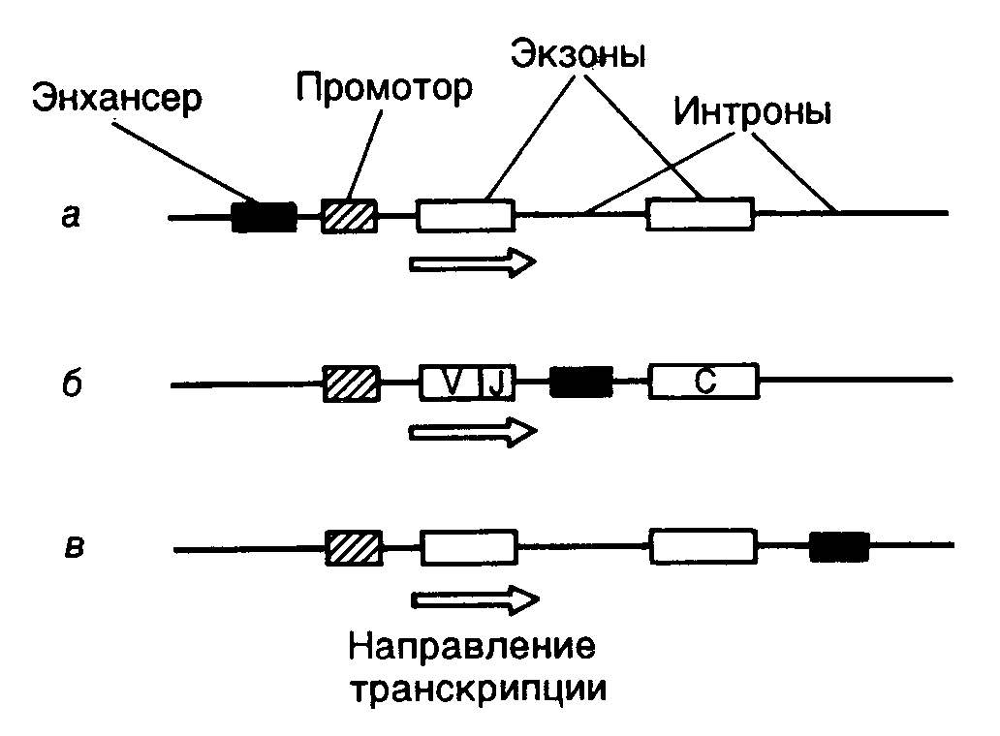 Экзоны
Энхансер
Промотор
Интроны
а
б
V J
C
в
Направление
транскрипции